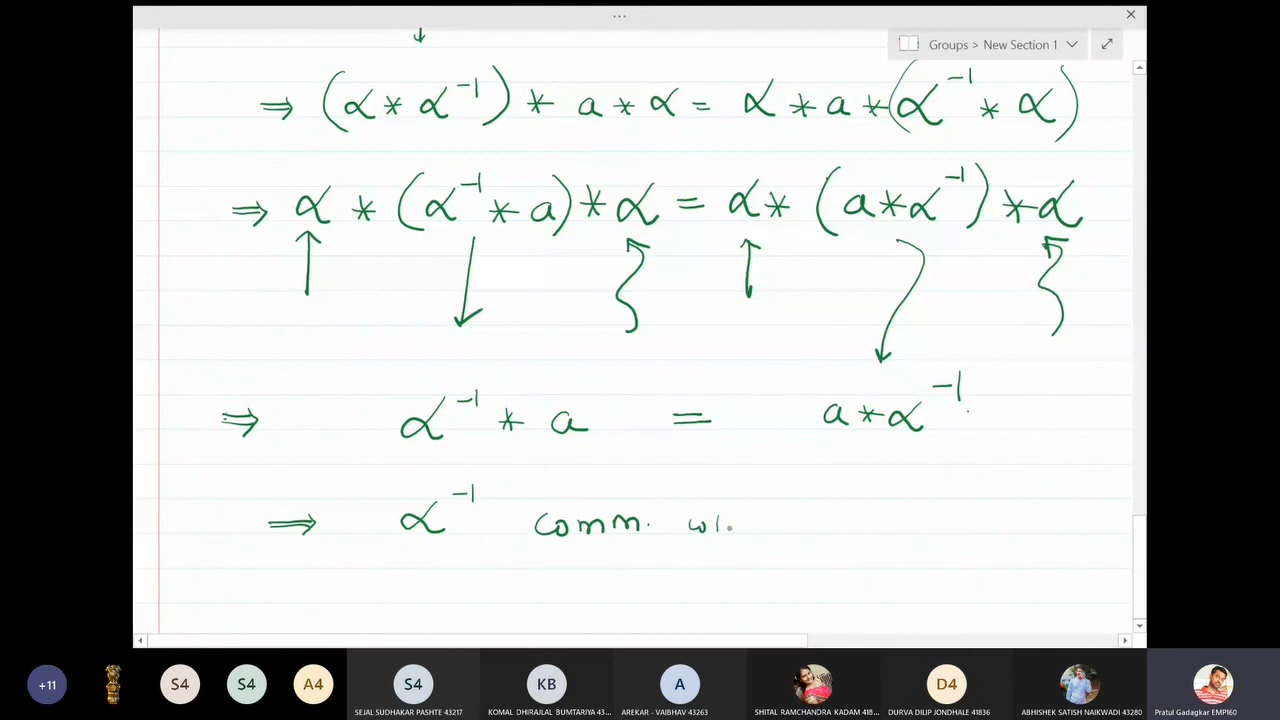 Groups > New Section 1
⇒ (α * α⁻¹) * a * α = α * a * (α⁻¹ * α)
⇒ α * (α⁻¹ * a) * α = α * (a * α⁻¹) * α
⇒ α⁻¹ * a = a * α⁻¹
⇒ α⁻¹ comm. w/
+11 S4 S4 A4 S4 KB A D4
SEJAL SUDHAKAR PASHTE 43217 KOMAL DHIRAJLAL BUMTARIYA 43... AREKAR - VAIBHAV 43263 SHITAL RAMCHANDRA KADAM 418... DURVA DILIP JONDHALE 41836 ABHISHEK SATISH NAIKWADI 43280 Pratul Gadagkar EMP160